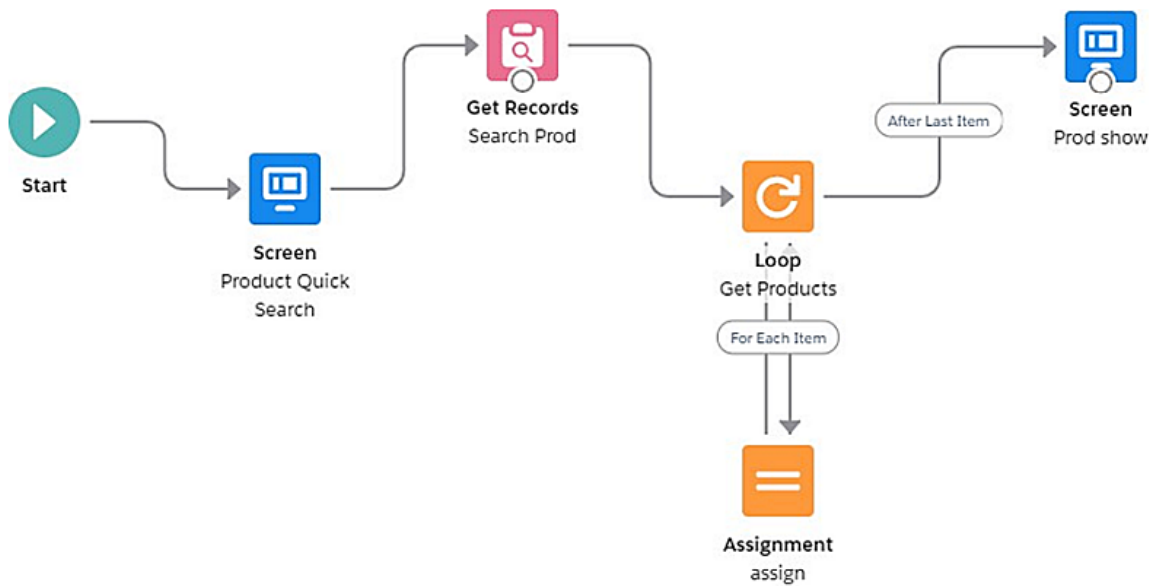 Start
Screen
Product Quick
Search
Get Records
Search Prod
Loop
Get Products
For Each Item
Assignment
assign
After Last Item
Screen
Prod show